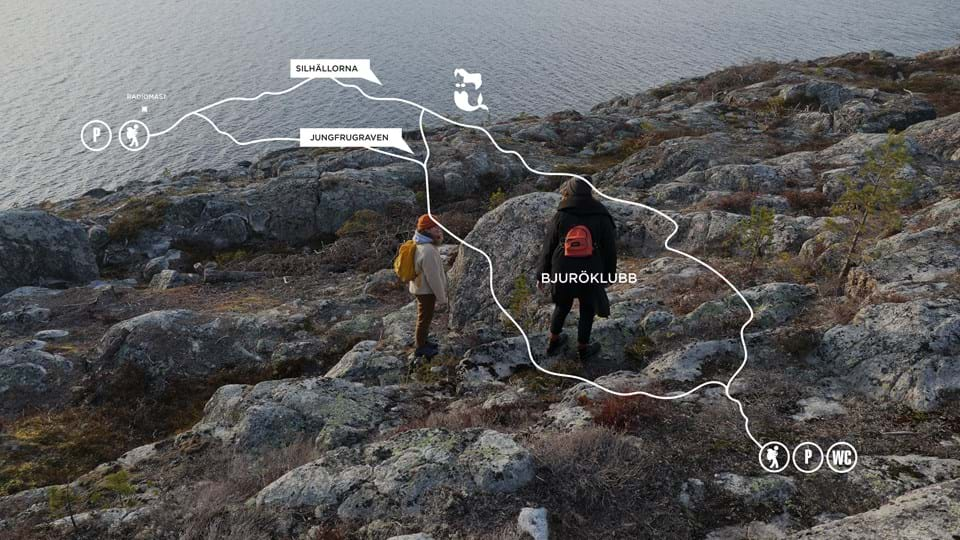 SILHÄLLORNA
RADIOMAST
P
JUNGFRUGRAVEN
BJURÖKLUBB
P
WC